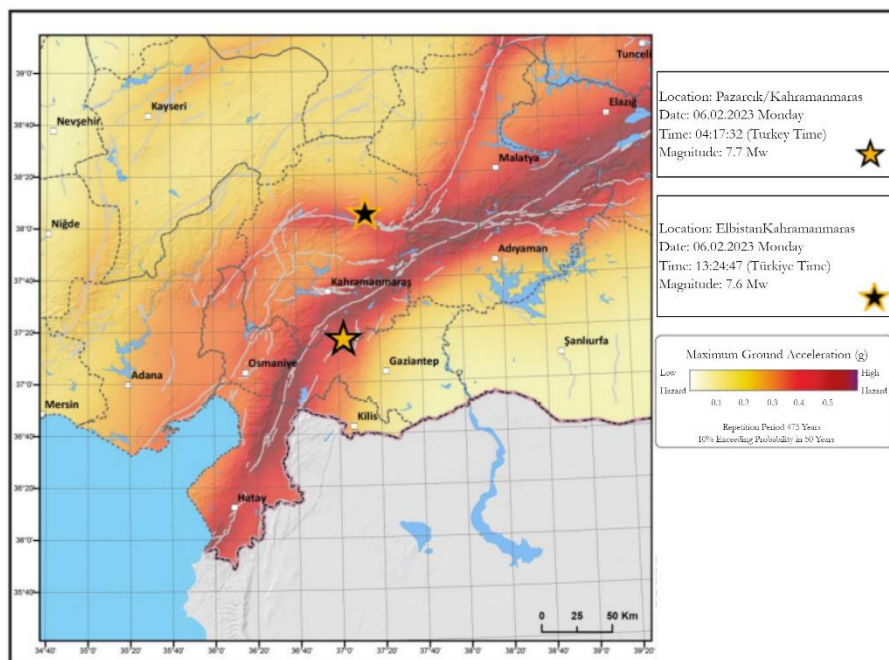 Tunceli
Elazığ
Kayseri
Nevşehir
Malatya
Niğde
Adıyaman
Kahramanmaraş
Şanlıurfa
Gaziantep
Osmaniye
Adana
Mersin
Kilis
Hatay
39°0'
38°40'
38°20'
38°0'
37°40'
37°20'
37°0'
36°40'
36°20'
36°0'
35°40'
0 25 50 Km
34°40' 35°0' 35°20' 35°40' 36°0' 36°20' 36°40' 37°0' 37°20' 37°40' 38°0' 38°20' 38°40' 39°0' 39°20'
Location: Pazarcık/Kahramanmaras
Date: 06.02.2023 Monday
Time: 04:17:32 (Turkey Time)
Magnitude: 7.7 Mw
Location: ElbistanKahramanmaras
Date: 06.02.2023 Monday
Time: 13:24:47 (Türkiye Time)
Magnitude: 7.6 Mw
Maximum Ground Acceleration (g)
Low High
Hazard Hazard
0.1 0.2 0.3 0.4 0.5
Repetition Period 475 Years
10% Exceeding Probability in 50 Years